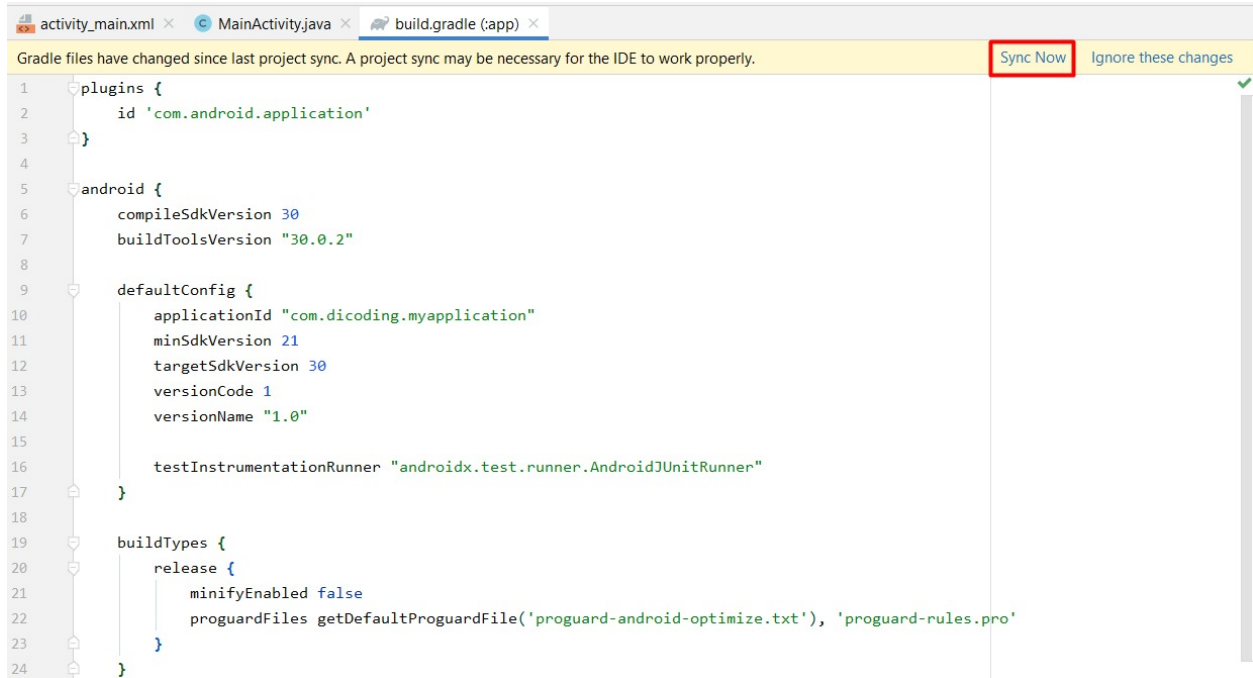 activity_main.xml MainActivity.java build.gradle (:app)
Gradle files have changed since last project sync. A project sync may be necessary for the IDE to work properly. Sync Now Ignore these changes
1 plugins {
2 id 'com.android.application'
3 }
4
5 android {
6 compileSdkVersion 30
7 buildToolsVersion "30.0.2"
8
9 defaultConfig {
10 applicationId "com.dicoding.myapplication"
11 minSdkVersion 21
12 targetSdkVersion 30
13 versionCode 1
14 versionName "1.0"
15
16 testInstrumentationRunner "androidx.test.runner.AndroidJUnitRunner"
17 }
18
19 buildTypes {
20 release {
21 minifyEnabled false
22 proguardFiles getDefaultProguardFile('proguard-android-optimize.txt'), 'proguard-rules.pro'
23 }
24 }